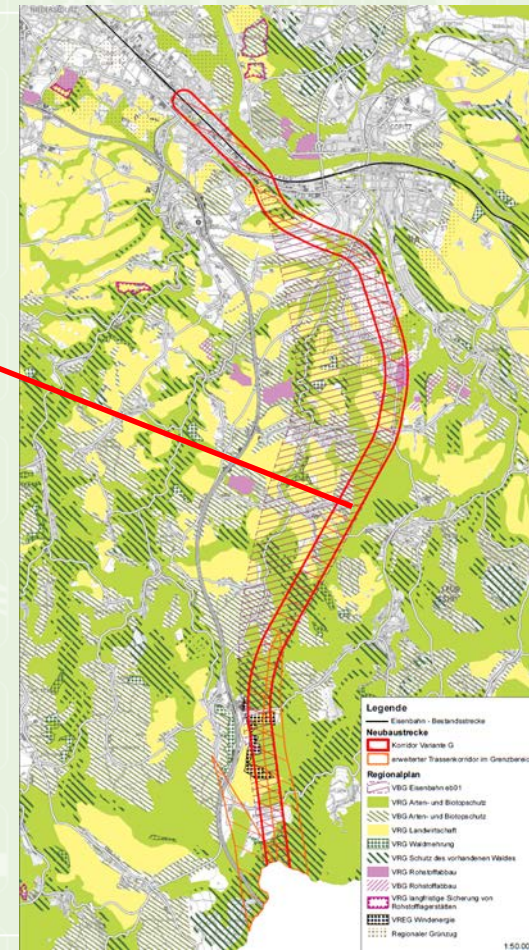 Legende
Eisenbahn - Bestandsstrecke
Neubaustrecke
Korridor Variante G
erweiterter Trassenkorridor im Grenzbereich
Regionalplan
VBG Eisenbahn eb01
VRG Arten- und Biotopschutz
VBG Arten- und Biotopschutz
VRG Landwirtschaft
VRG Waldmehrung
VRG Schutz des vorhandenen Waldes
VRG Rohstoffabbau
VBG Rohstoffabbau
VRG langfristige Sicherung von
Rohstofflagerstätten
VREG Windenergie
Regionaler Grünzug